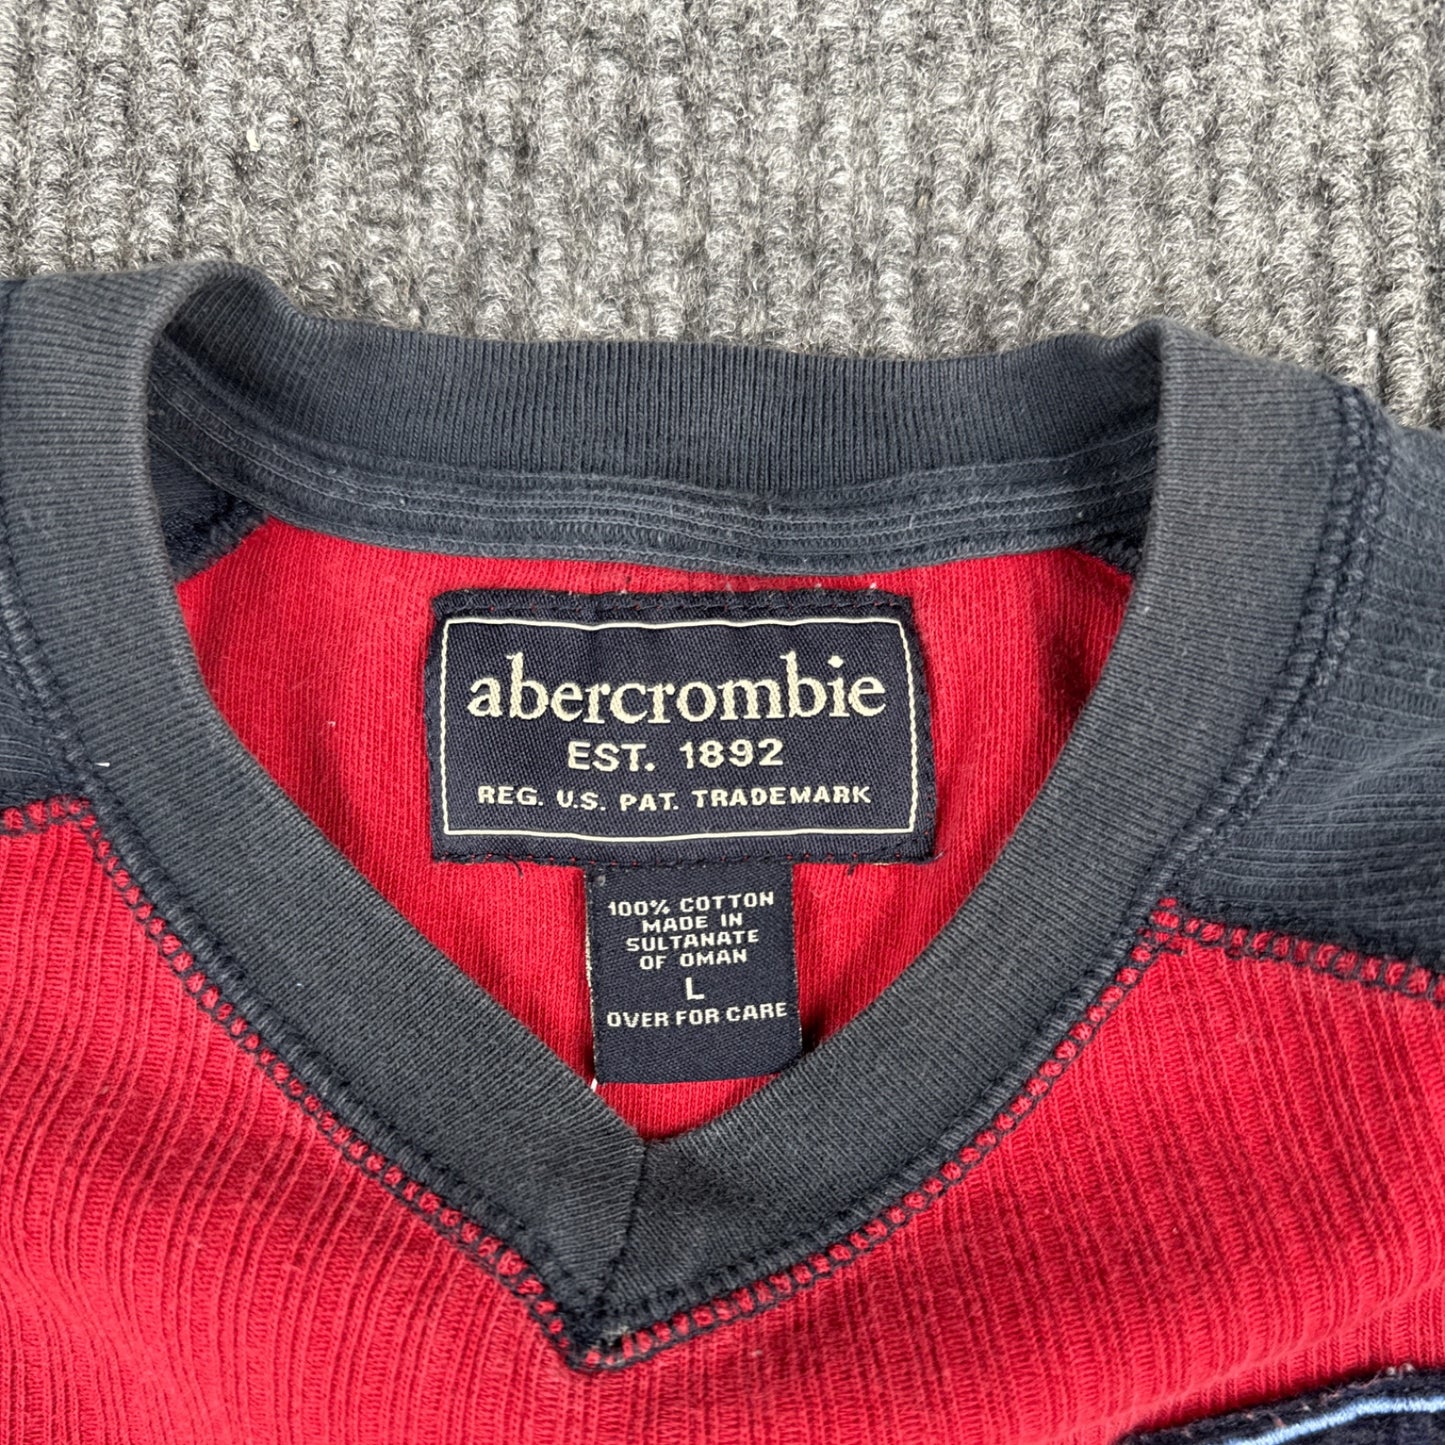 abercrombie
EST. 1892
REG. U.S. PAT. TRADEMARK
100% COTTON
MADE IN
SULTANATE
OF OMAN
L
OVER FOR CARE